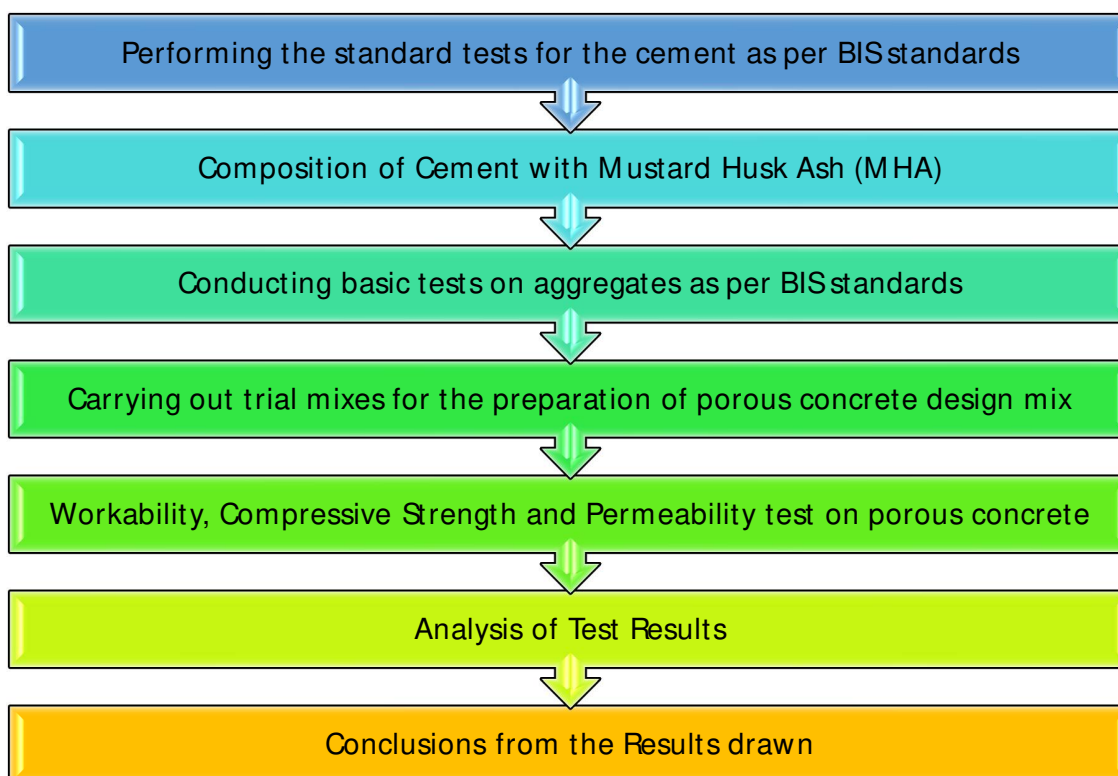 Performing the standard tests for the cement as per BIS standards
Composition of Cement with Mustard Husk Ash (MHA)
Conducting basic tests on aggregates as per BIS standards
Carrying out trial mixes for the preparation of porous concrete design mix
Workability, Compressive Strength and Permeability test on porous concrete
Analysis of Test Results
Conclusions from the Results drawn